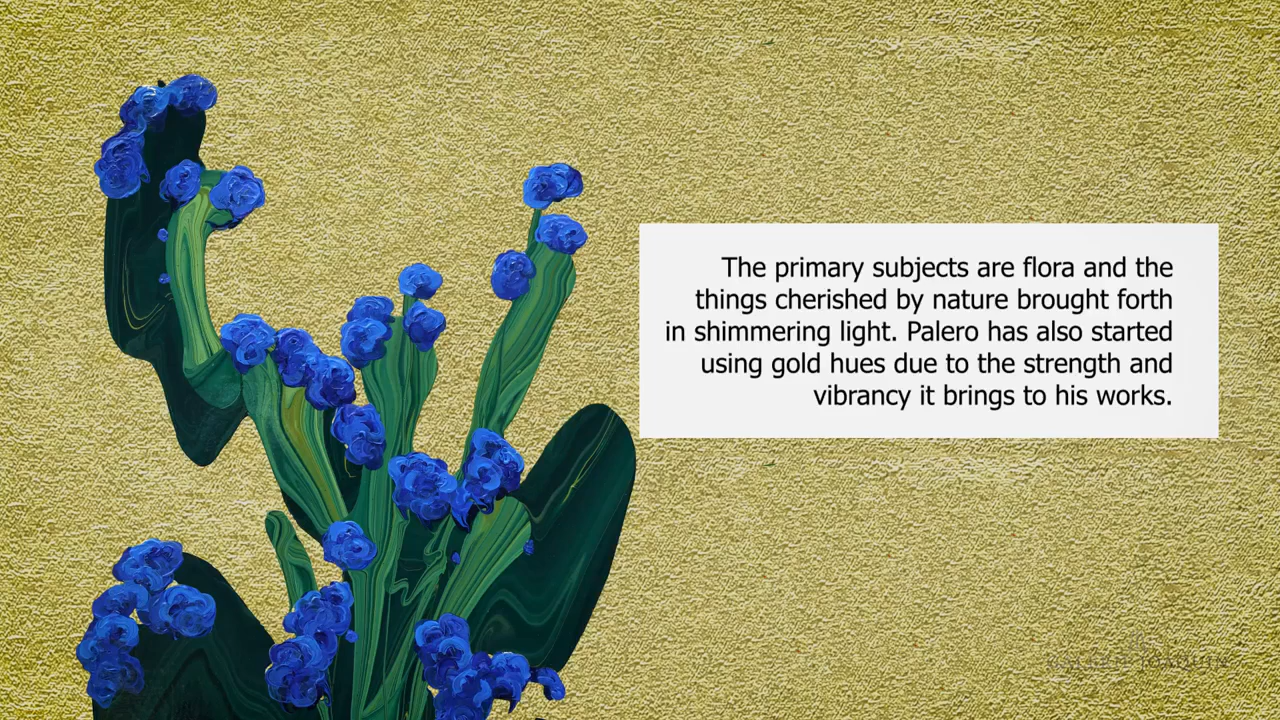 The primary subjects are flora and the
things cherished by nature brought forth
in shimmering light. Palero has also started
using gold hues due to the strength and
vibrancy it brings to his works.